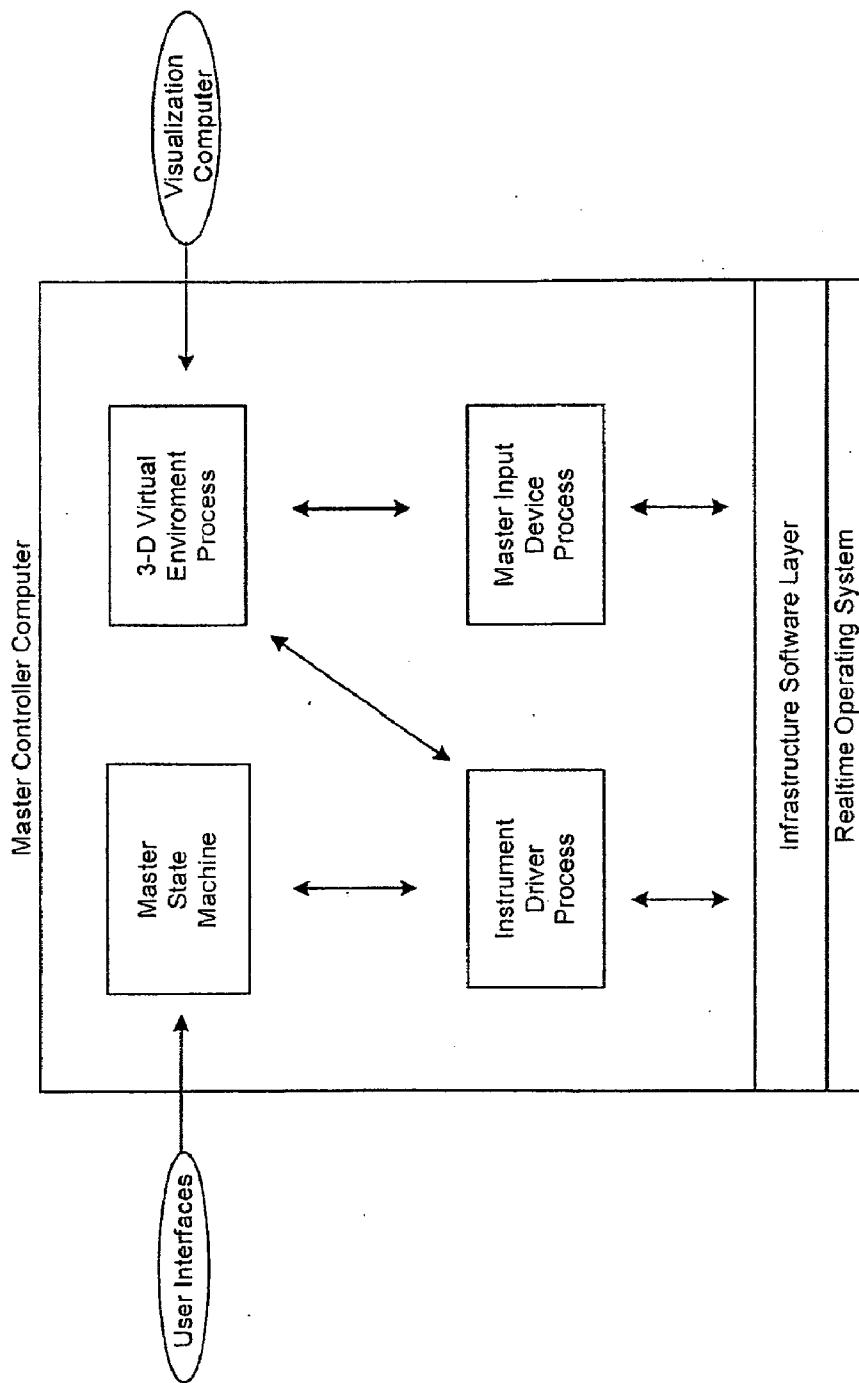 Master Controller Computer
User Interfaces
Master
State
Machine
3-D Virtual
Enviroment
Process
Visualization
Computer
Instrument
Driver
Process
Master Input
Device
Process
Infrastructure Software Layer
Realtime Operating System